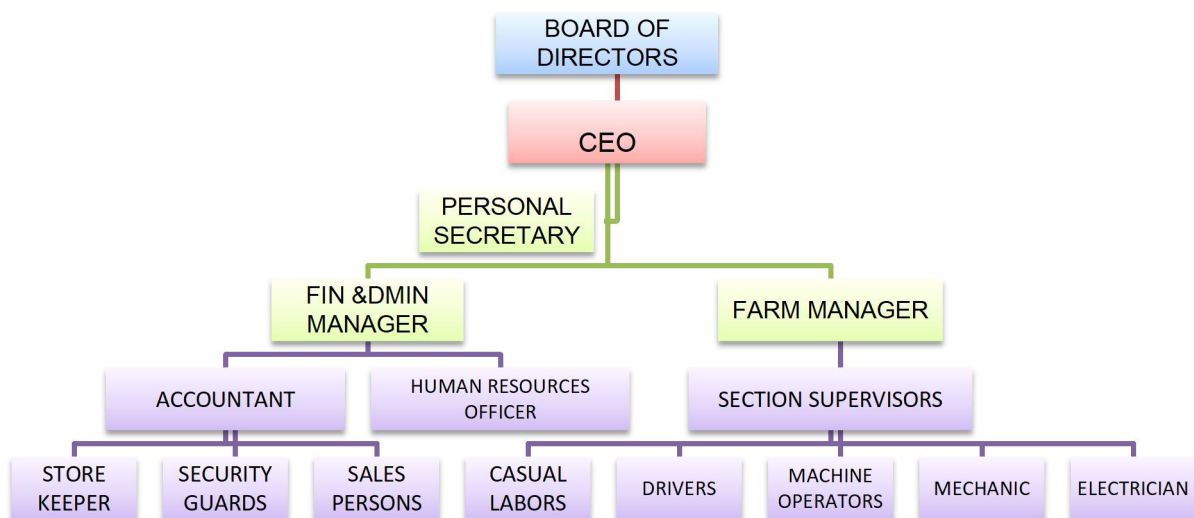 BOARD OF
DIRECTORS
CEO
PERSONAL
SECRETARY
FIN &DMIN
MANAGER
FARM MANAGER
ACCOUNTANT
HUMAN RESOURCES
OFFICER
SECTION SUPERVISORS
STORE
KEEPER
SECURITY
GUARDS
SALES
PERSONS
CASUAL
LABORS
DRIVERS
MACHINE
OPERATORS
MECHANIC
ELECTRICIAN